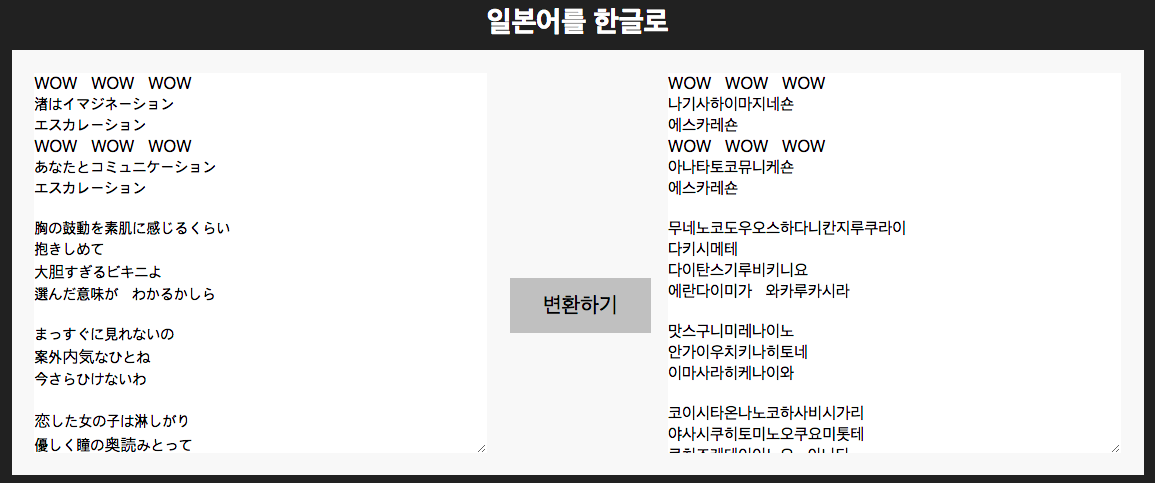 일본어를 한글로
WOW　WOW　WOW
渚はイマジネーション
エスカレーション
WOW　WOW　WOW
あなたとコミュニケーション
エスカレーション

胸の鼓動を素肌に感じるくらい
抱きしめて
大胆すぎるビキニよ
選んだ意味が　わかるかしら

まっすぐに見れないの
案外内気なひとね
今さらひけないわ

恋した女の子は淋しがり
優しく瞳の奥読みとって
변환하기
WOW　WOW　WOW
나기사하이마지네숀
에스카레숀
WOW　WOW　WOW
아나타토코뮤니케숀
에스카레숀

무네노코도우오스하다니칸지루쿠라이
다키시메테
다이탄스기루비키니요
에란다이미가　와카루카시라

맛스구니미레나이노
안가이우치키나히토네
이마사라히케나이와

코이시타온나노코하사비시가리
야사시쿠히토미노오쿠요미톳테